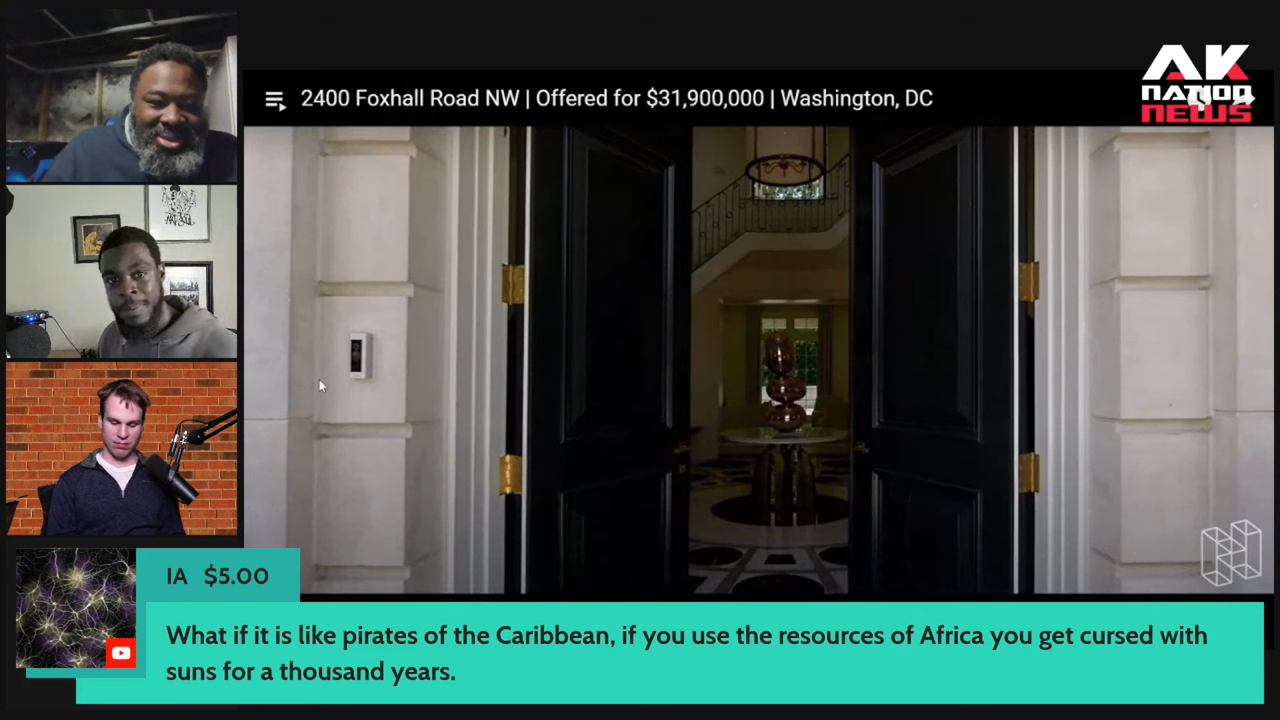 2400 Foxhall Road NW | Offered for $31,900,000 | Washington, DC
AK
NATION
NEWS
IA $5.00
What if it is like pirates of the Caribbean, if you use the resources of Africa you get cursed with
suns for a thousand years.